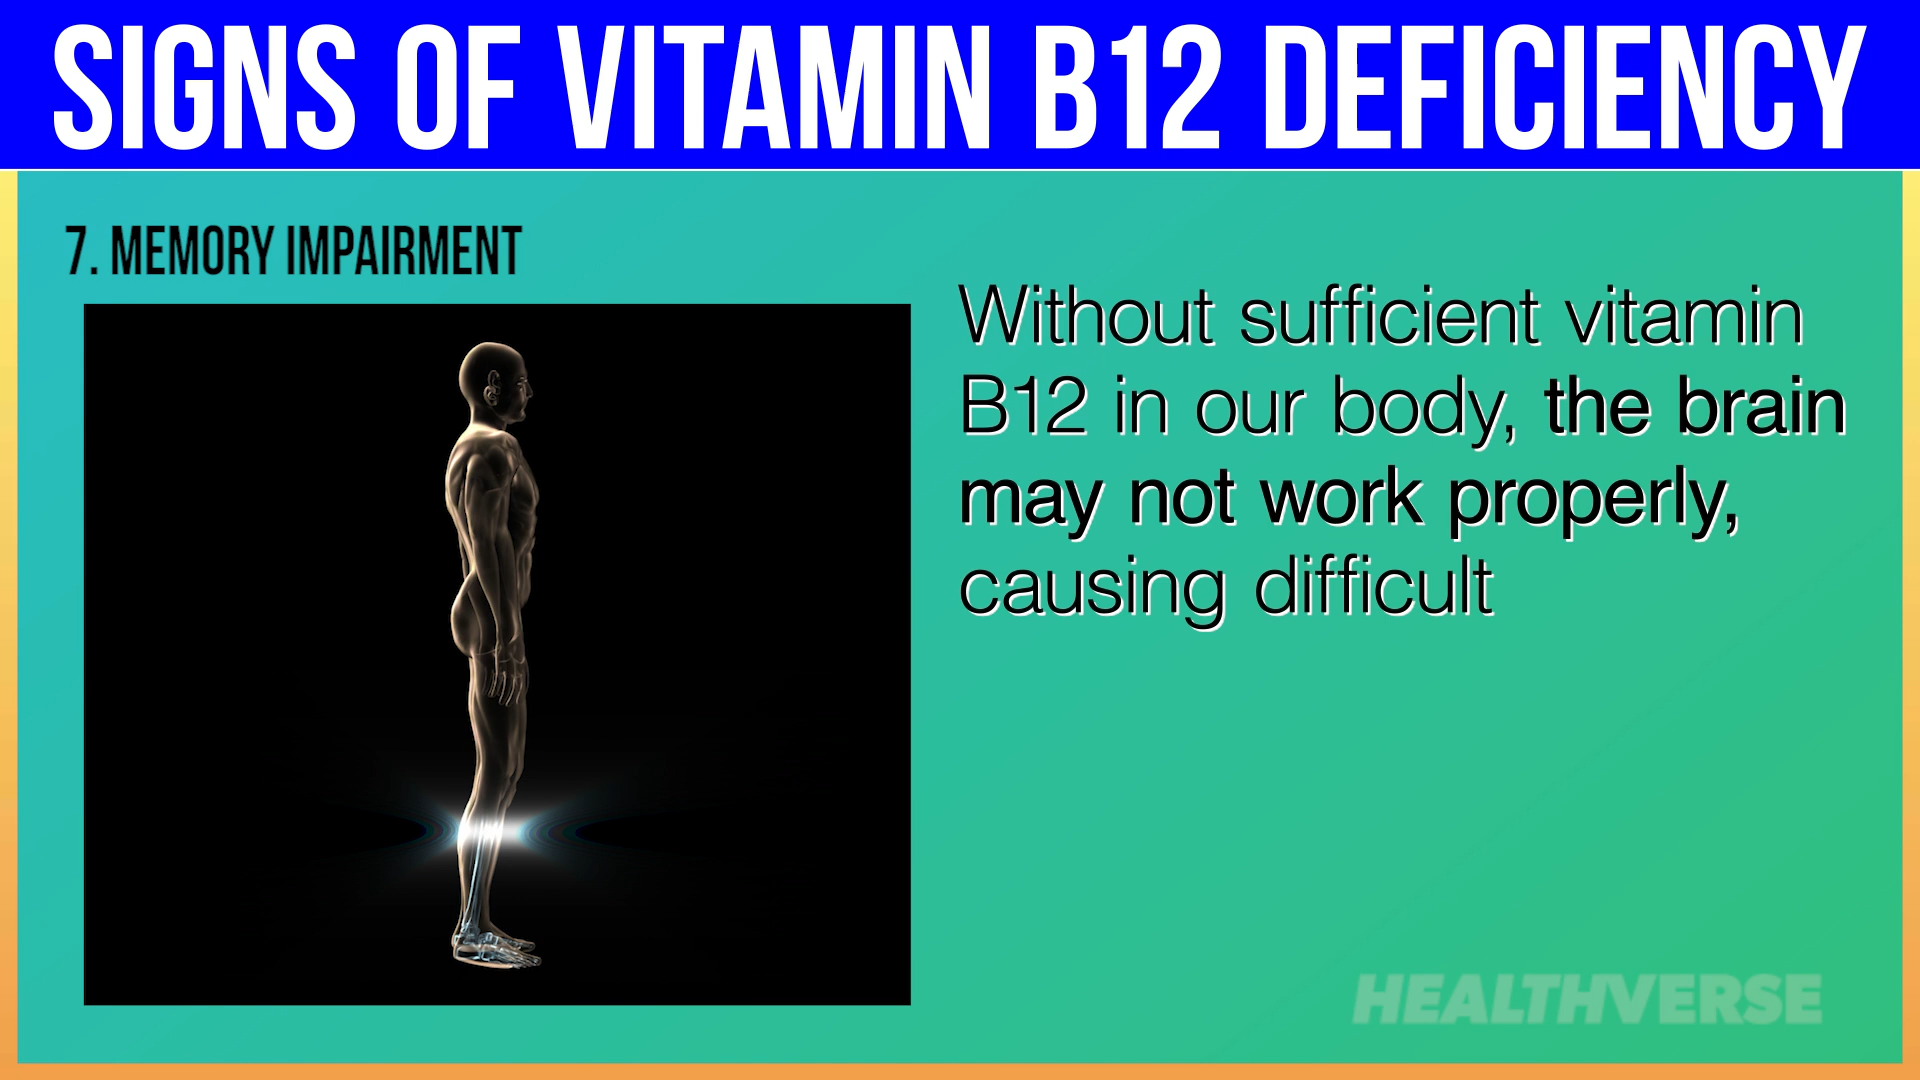 SIGNS OF VITAMIN B12 DEFICIENCY
7. MEMORY IMPAIRMENT
Without sufficient vitamin
B12 in our body, the brain
may not work properly,
causing difficult
HEALTHVERSE